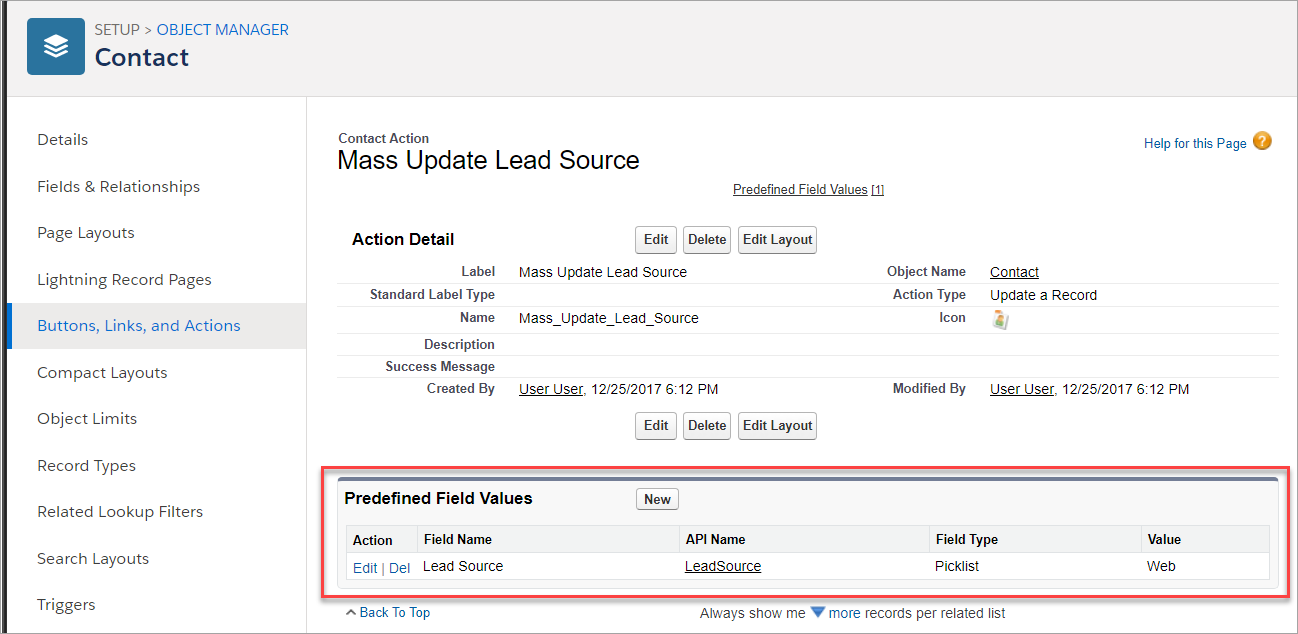 SETUP > OBJECT MANAGER
Contact
Details
Fields & Relationships
Page Layouts
Lightning Record Pages
Buttons, Links, and Actions
Compact Layouts
Object Limits
Record Types
Related Lookup Filters
Search Layouts
Triggers
Contact Action
Mass Update Lead Source
Help for this Page ?
Predefined Field Values [1]
Action Detail Edit Delete Edit Layout
Label Mass Update Lead Source Object Name Contact
Standard Label Type Action Type Update a Record
Name Mass_Update_Lead_Source Icon
Description
Success Message
Created By User User, 12/25/2017 6:12 PM Modified By User User, 12/25/2017 6:12 PM
Edit Delete Edit Layout
Predefined Field Values New
Action Field Name API Name Field Type Value
Edit | Del Lead Source LeadSource Picklist Web
Back To Top Always show me more records per related list